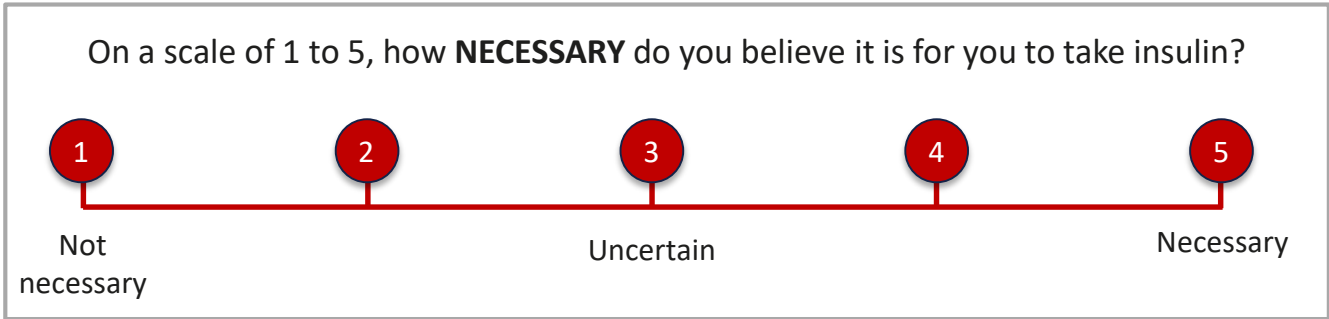 On a scale of 1 to 5, how NECESSARY do you believe it is for you to take insulin?
1 2 3 4 5
Not necessary
Uncertain
Necessary